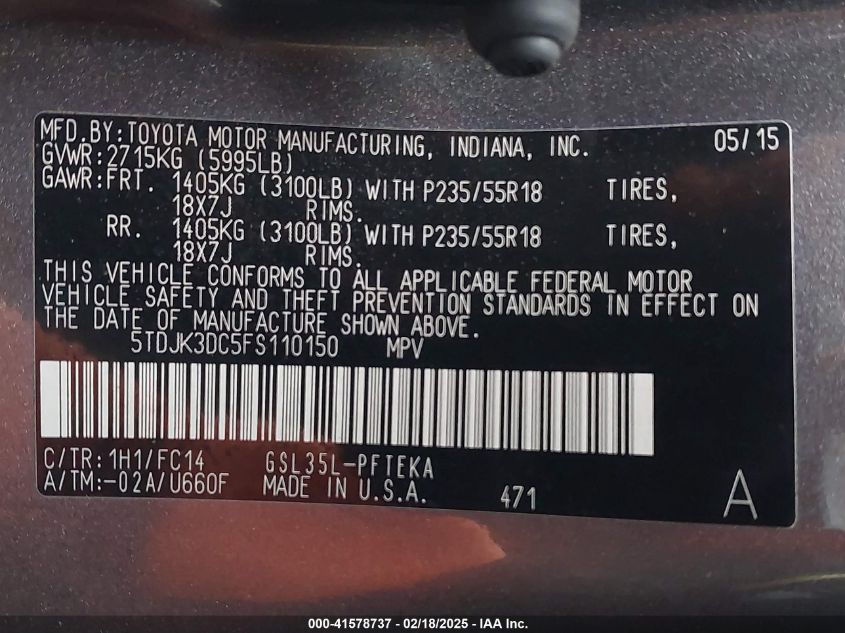 MFD.BY:TOYOTA MOTOR MANUFACTURING, INDIANA, INC. 05/15
GVWR:2715KG (5995LB)
GAWR:FRT. 1405KG (3100LB) WITH P235/55R18 TIRES,
18X7J RIMS.
RR. 1405KG (3100LB) WITH P235/55R18 TIRES,
18X7J RIMS.
THIS VEHICLE CONFORMS TO ALL APPLICABLE FEDERAL MOTOR
VEHICLE SAFETY AND THEFT PREVENTION STANDARDS IN EFFECT ON
THE DATE OF MANUFACTURE SHOWN ABOVE.
5TDJK3DC5FS110150 MPV
C/TR:1H1/FC14 GSL35L-PFTEKA
A/TM:-02A/U660F MADE IN U.S.A. 471 A
000-41578737 - 02/18/2025 - IAA Inc.